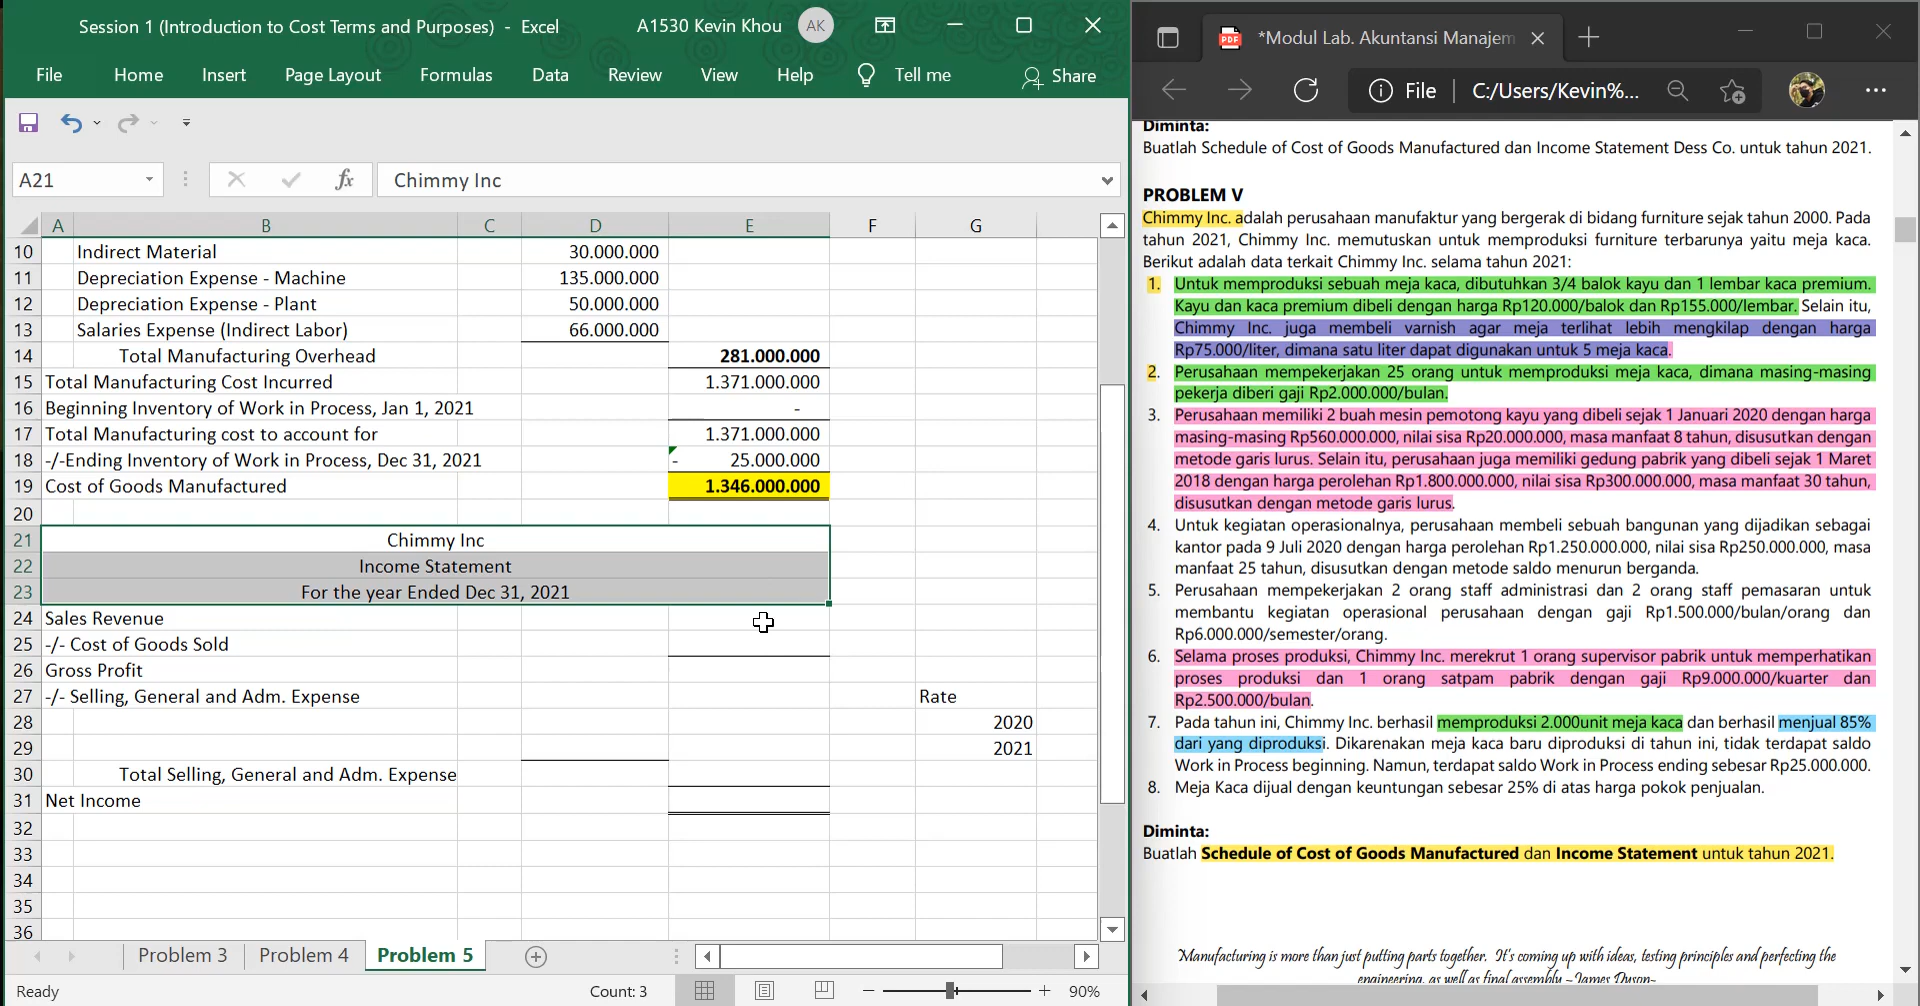 Session 1 (Introduction to Cost Terms and Purposes) - Excel
A1530 Kevin Khou
AK
File
Home
Insert
Page Layout
Formulas
Data
Review
View
Help
Tell me
Share
A21
fx
Chimmy Inc
A B C D E F G
10 Indirect Material 30.000.000
11 Depreciation Expense - Machine 135.000.000
12 Depreciation Expense - Plant 50.000.000
13 Salaries Expense (Indirect Labor) 66.000.000
14 Total Manufacturing Overhead 281.000.000
15 Total Manufacturing Cost Incurred 1.371.000.000
16 Beginning Inventory of Work in Process, Jan 1, 2021 -
17 Total Manufacturing cost to account for 1.371.000.000
18 -/-Ending Inventory of Work in Process, Dec 31, 2021 - 25.000.000
19 Cost of Goods Manufactured 1.346.000.000
20
21 Chimmy Inc
22 Income Statement
23 For the year Ended Dec 31, 2021
24 Sales Revenue
25 -/- Cost of Goods Sold
26 Gross Profit
27 -/- Selling, General and Adm. Expense Rate
28 2020
29 2021
30 Total Selling, General and Adm. Expense
31 Net Income
32
33
34
35
36
Problem 3
Problem 4
Problem 5
Ready
Count: 3
90%
PDF
*Modul Lab. Akuntansi Manajem
File
C:/Users/Kevin%...
Diminta:
Buatlah Schedule of Cost of Goods Manufactured dan Income Statement Dess Co. untuk tahun 2021.
PROBLEM V
Chimmy Inc. adalah perusahaan manufaktur yang bergerak di bidang furniture sejak tahun 2000. Pada
tahun 2021, Chimmy Inc. memutuskan untuk memproduksi furniture terbarunya yaitu meja kaca.
Berikut adalah data terkait Chimmy Inc. selama tahun 2021:
1. Untuk memproduksi sebuah meja kaca, dibutuhkan 3/4 balok kayu dan 1 lembar kaca premium.
Kayu dan kaca premium dibeli dengan harga Rp120.000/balok dan Rp155.000/lembar. Selain itu,
Chimmy Inc. juga membeli varnish agar meja terlihat lebih mengkilap dengan harga
Rp75.000/liter, dimana satu liter dapat digunakan untuk 5 meja kaca.
2. Perusahaan mempekerjakan 25 orang untuk memproduksi meja kaca, dimana masing-masing
pekerja diberi gaji Rp2.000.000/bulan.
3. Perusahaan memiliki 2 buah mesin pemotong kayu yang dibeli sejak 1 Januari 2020 dengan harga
masing-masing Rp560.000.000, nilai sisa Rp20.000.000, masa manfaat 8 tahun, disusutkan dengan
metode garis lurus. Selain itu, perusahaan juga memiliki gedung pabrik yang dibeli sejak 1 Maret
2018 dengan harga perolehan Rp1.800.000.000, nilai sisa Rp300.000.000, masa manfaat 30 tahun,
disusutkan dengan metode garis lurus.
4. Untuk kegiatan operasionalnya, perusahaan membeli sebuah bangunan yang dijadikan sebagai
kantor pada 9 Juli 2020 dengan harga perolehan Rp1.250.000.000, nilai sisa Rp250.000.000, masa
manfaat 25 tahun, disusutkan dengan metode saldo menurun berganda.
5. Perusahaan mempekerjakan 2 orang staff administrasi dan 2 orang staff pemasaran untuk
membantu kegiatan operasional perusahaan dengan gaji Rp1.500.000/bulan/orang dan
Rp6.000.000/semester/orang.
6. Selama proses produksi, Chimmy Inc. merekrut 1 orang supervisor pabrik untuk memperhatikan
proses produksi dan 1 orang satpam pabrik dengan gaji Rp9.000.000/kuarter dan
Rp2.500.000/bulan.
7. Pada tahun ini, Chimmy Inc. berhasil memproduksi 2.000unit meja kaca dan berhasil menjual 85%
dari yang diproduksi. Dikarenakan meja kaca baru diproduksi di tahun ini, tidak terdapat saldo
Work in Process beginning. Namun, terdapat saldo Work in Process ending sebesar Rp25.000.000.
8. Meja Kaca dijual dengan keuntungan sebesar 25% di atas harga pokok penjualan.
Diminta:
Buatlah Schedule of Cost of Goods Manufactured dan Income Statement untuk tahun 2021.
"Manufacturing is more than just putting parts together. It's coming up with ideas, testing principles and perfecting the
engineering, as well as final assembly ~James Dyson~